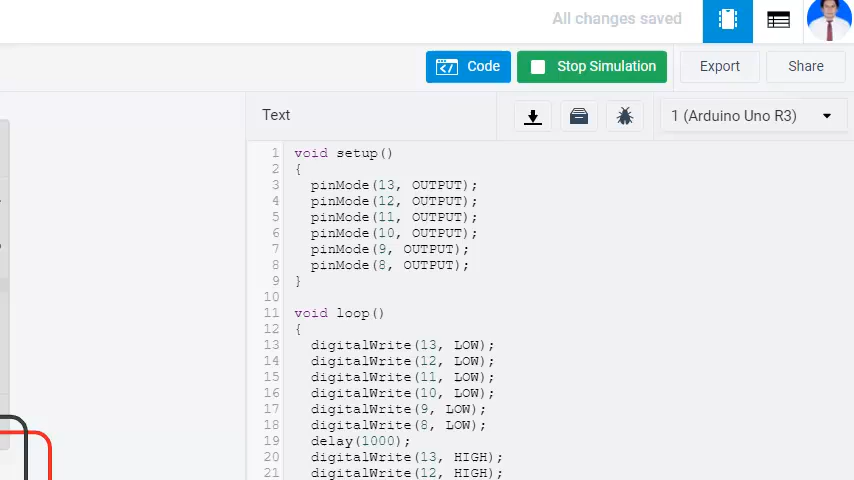 All changes saved
Code
Stop Simulation
Export
Share
Text
1 (Arduino Uno R3)
1 void setup()
2 {
3 pinMode(13, OUTPUT);
4 pinMode(12, OUTPUT);
5 pinMode(11, OUTPUT);
6 pinMode(10, OUTPUT);
7 pinMode(9, OUTPUT);
8 pinMode(8, OUTPUT);
9 }
10
11 void loop()
12 {
13 digitalWrite(13, LOW);
14 digitalWrite(12, LOW);
15 digitalWrite(11, LOW);
16 digitalWrite(10, LOW);
17 digitalWrite(9, LOW);
18 digitalWrite(8, LOW);
19 delay(1000);
20 digitalWrite(13, HIGH);
21 digitalWrite(12, HIGH);